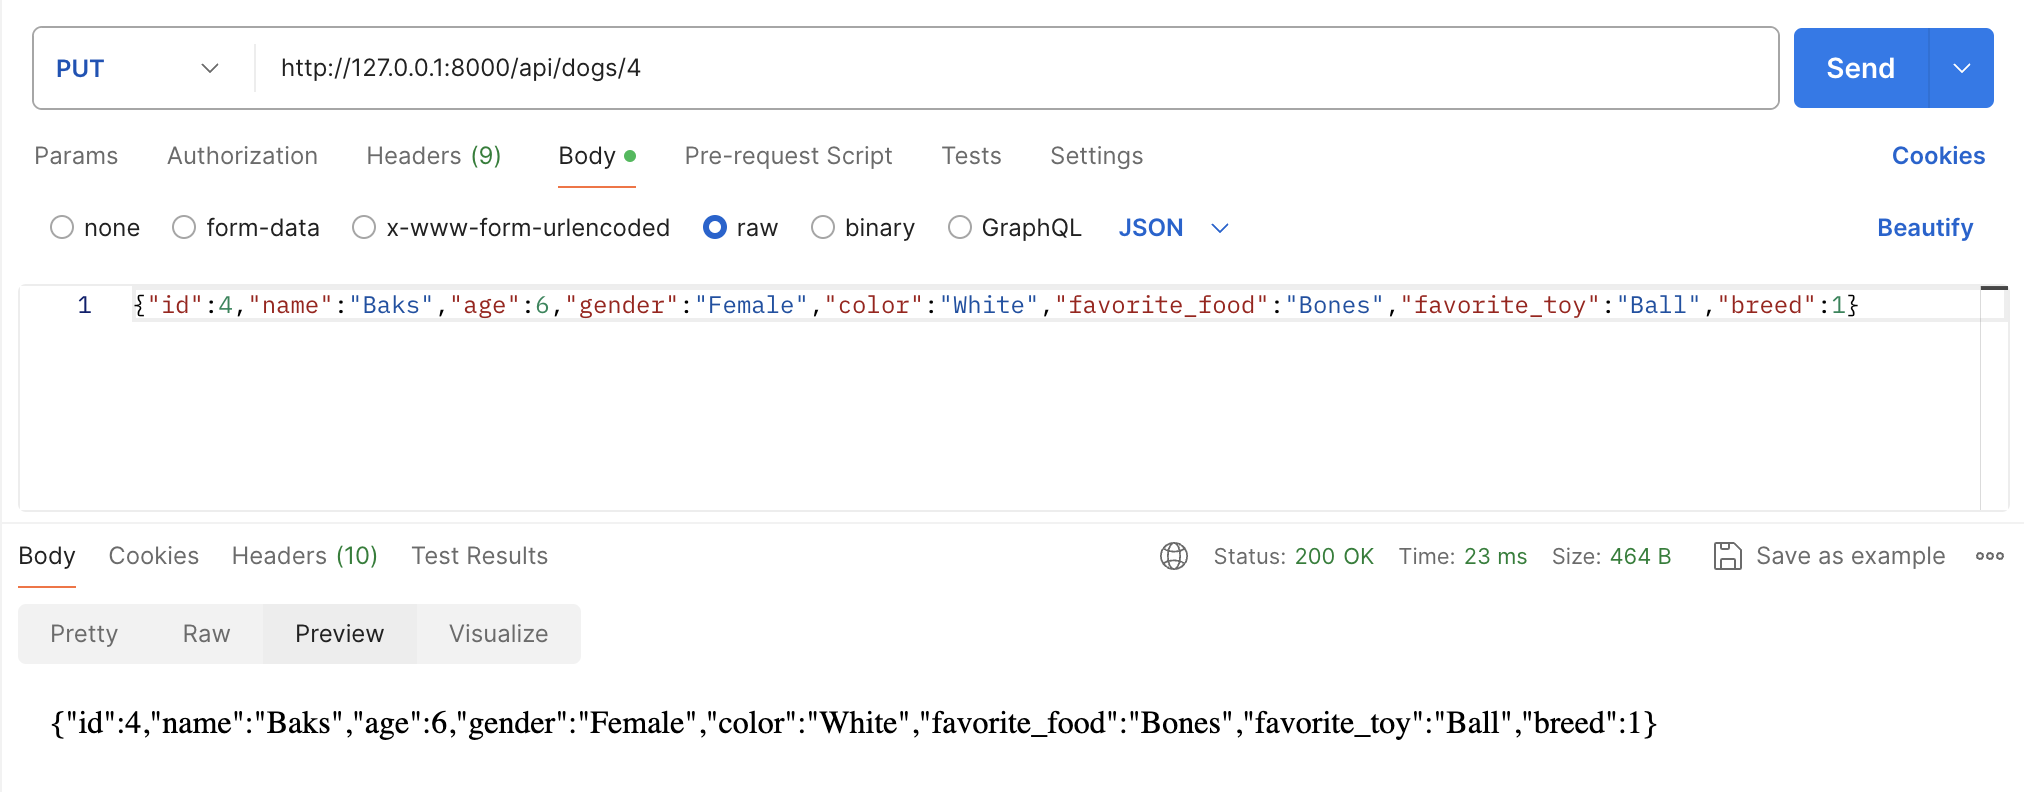 PUT http://127.0.0.1:8000/api/dogs/4 Send
Params Authorization Headers (9) Body Pre-request Script Tests Settings Cookies
none form-data x-www-form-urlencoded raw binary GraphQL JSON Beautify
1 {"id":4,"name":"Baks","age":6,"gender":"Female","color":"White","favorite_food":"Bones","favorite_toy":"Ball","breed":1}
Body Cookies Headers (10) Test Results Status: 200 OK Time: 23 ms Size: 464 B Save as example
Pretty Raw Preview Visualize
{"id":4,"name":"Baks","age":6,"gender":"Female","color":"White","favorite_food":"Bones","favorite_toy":"Ball","breed":1}